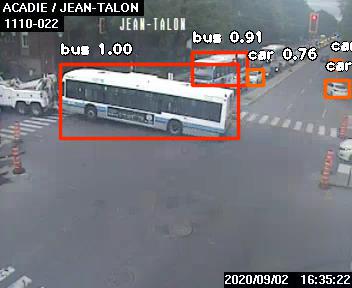 ACADIE / JEAN-TALON
1110-022
JEAN-TALON
bus 1.00
bus 0.91
car 0.76
ca
car
2020/09/02 16:35:22